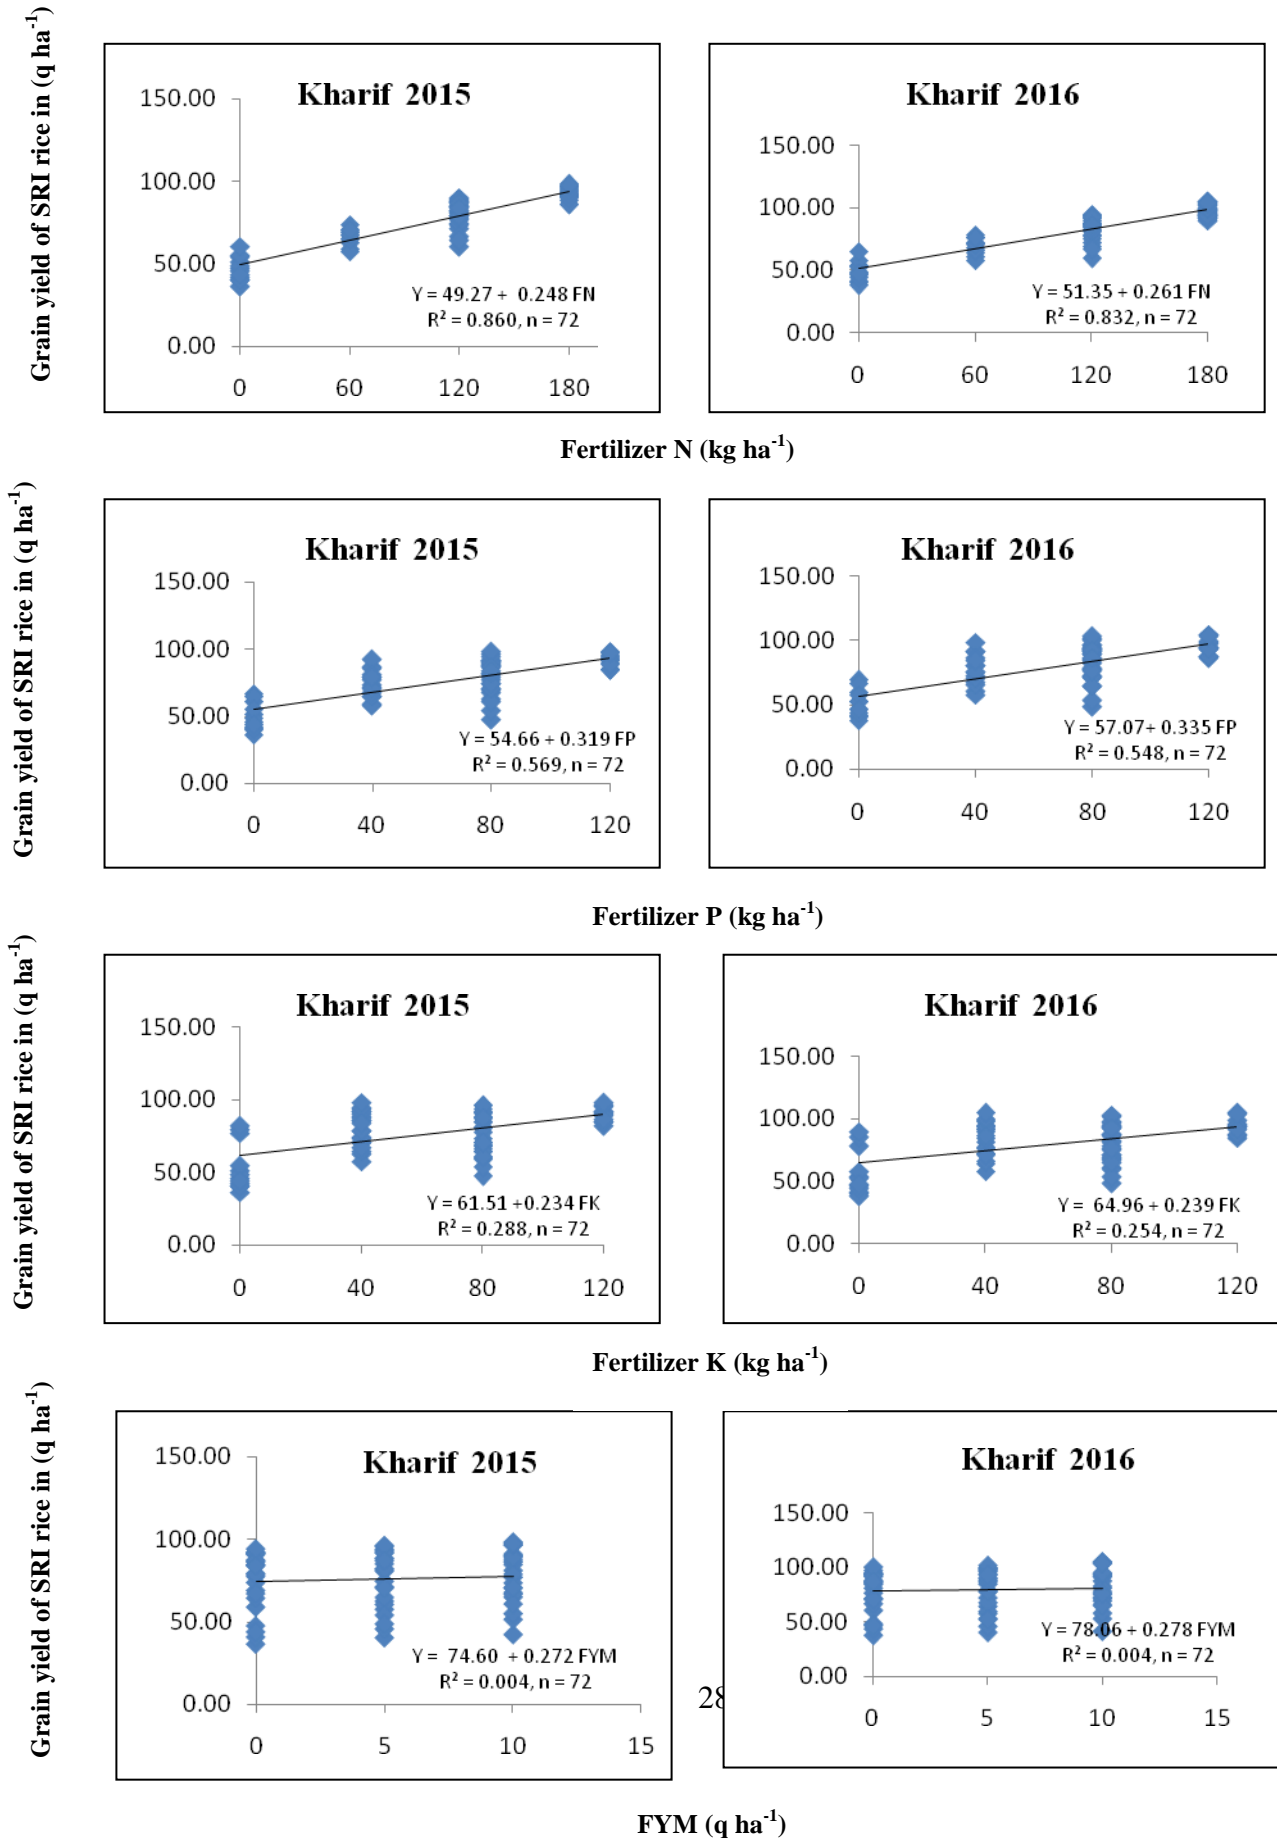 Grain yield of SRI rice in (q ha⁻¹)
Kharif 2015
150.00
100.00
50.00
0.00
0 60 120 180
Y = 49.27 + 0.248 FN
R² = 0.860, n = 72
Kharif 2016
150.00
100.00
50.00
0.00
0 60 120 180
Y = 51.35 + 0.261 FN
R² = 0.832, n = 72
Fertilizer N (kg ha⁻¹)
Grain yield of SRI rice in (q ha⁻¹)
Kharif 2015
150.00
100.00
50.00
0.00
0 40 80 120
Y = 54.66 + 0.319 FP
R² = 0.569, n = 72
Kharif 2016
150.00
100.00
50.00
0.00
0 40 80 120
Y = 57.07+ 0.335 FP
R² = 0.548, n = 72
Fertilizer P (kg ha⁻¹)
Grain yield of SRI rice in (q ha⁻¹)
Kharif 2015
150.00
100.00
50.00
0.00
0 40 80 120
Y = 61.51 +0.234 FK
R² = 0.288, n = 72
Kharif 2016
150.00
100.00
50.00
0.00
0 40 80 120
Y = 64.96 + 0.239 FK
R² = 0.254, n = 72
Fertilizer K (kg ha⁻¹)
Grain yield of SRI rice in (q ha⁻¹)
Kharif 2015
150.00
100.00
50.00
0.00
0 5 10 15
Y = 74.60 + 0.272 FYM
R² = 0.004, n = 72
28
Kharif 2016
150.00
100.00
50.00
0.00
0 5 10 15
Y = 78.06 + 0.278 FYM
R² = 0.004, n = 72
FYM (q ha⁻¹)